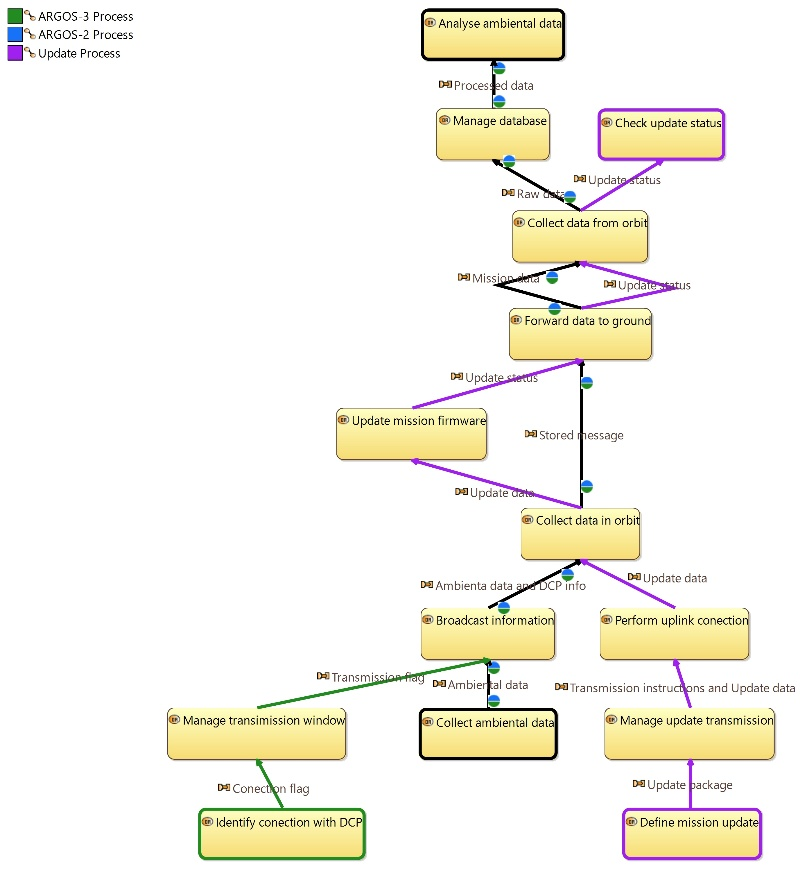 ARGOS-3 Process
ARGOS-2 Process
Update Process
Analyse ambiental data
Processed data
Manage database
Check update status
Update status
Raw data
Collect data from orbit
Mission data
Update status
Forward data to ground
Update status
Update mission firmware
Stored message
Update data
Collect data in orbit
Ambienta data and DCP info
Update data
Broadcast information
Perform uplink conection
Transmission flag
Ambiental data
Transmission instructions and Update data
Manage transimission window
Collect ambiental data
Manage update transmission
Conection flag
Update package
Identify conection with DCP
Define mission update